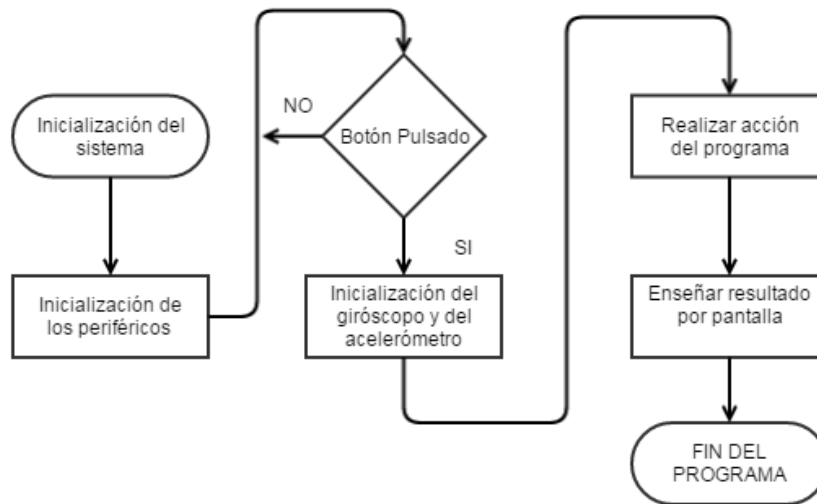 Inicialización del
sistema
Inicialización de
los periféricos
NO
Botón Pulsado
SI
Inicialización del
giróscopo y del
acelerómetro
Realizar acción
del programa
Enseñar resultado
por pantalla
FIN DEL
PROGRAMA